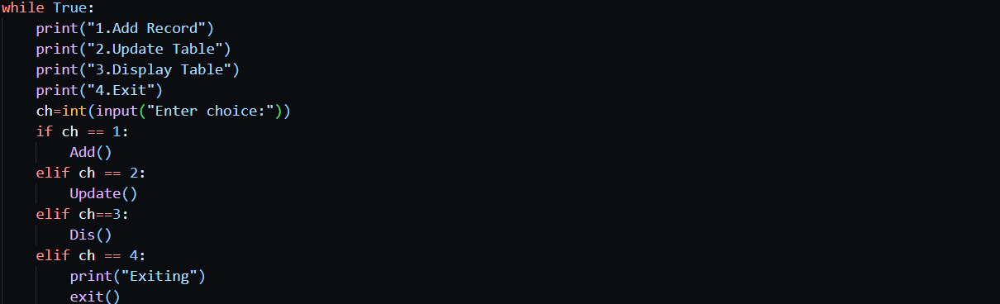 while True:
    print("1.Add Record")
    print("2.Update Table")
    print("3.Display Table")
    print("4.Exit")
    ch=int(input("Enter choice:"))
    if ch == 1:
        Add()
    elif ch == 2:
        Update()
    elif ch==3:
        Dis()
    elif ch == 4:
        print("Exiting")
        exit()